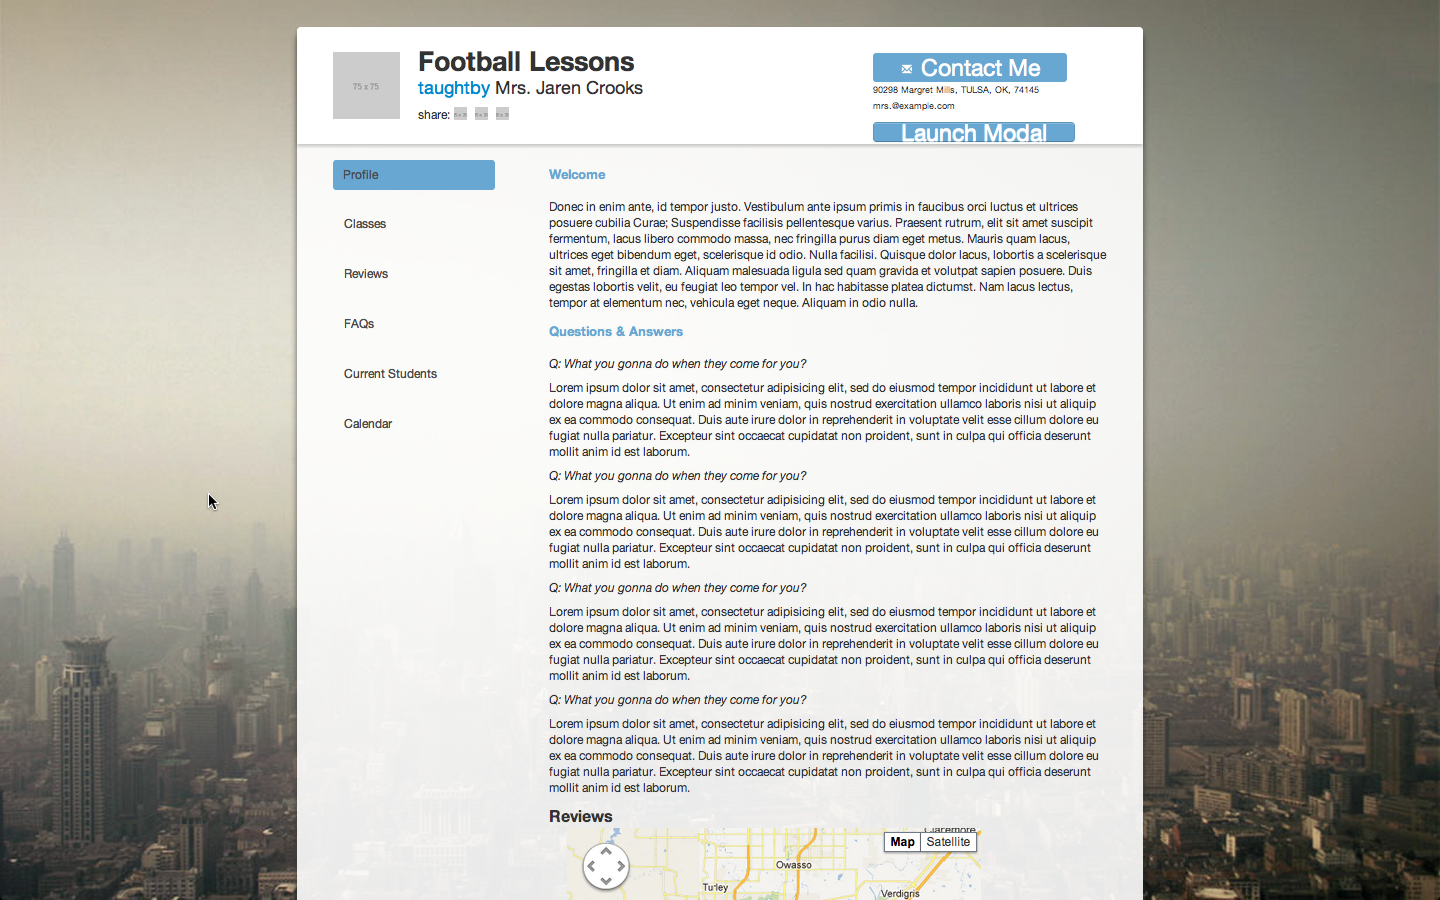 75 x 75
Football Lessons
taughtby Mrs. Jaren Crooks
share:
Contact Me
90298 Margret Mills, TULSA, OK, 74145
mrs.@example.com
Launch Modal
Profile
Classes
Reviews
FAQs
Current Students
Calendar
Welcome
Donec in enim ante, id tempor justo. Vestibulum ante ipsum primis in faucibus orci luctus et ultrices
posuere cubilia Curae; Suspendisse facilisis pellentesque varius. Praesent rutrum, elit sit amet suscipit
fermentum, lacus libero commodo massa, nec fringilla purus diam eget metus. Mauris quam lacus,
ultrices eget bibendum eget, scelerisque id odio. Nulla facilisi. Quisque dolor lacus, lobortis a scelerisque
sit amet, fringilla et diam. Aliquam malesuada ligula sed quam gravida et volutpat sapien posuere. Duis
egestas lobortis velit, eu feugiat leo tempor vel. In hac habitasse platea dictumst. Nam lacus lectus,
tempor at elementum nec, vehicula eget neque. Aliquam in odio nulla.
Questions & Answers
Q: What you gonna do when they come for you?
Lorem ipsum dolor sit amet, consectetur adipisicing elit, sed do eiusmod tempor incididunt ut labore et
dolore magna aliqua. Ut enim ad minim veniam, quis nostrud exercitation ullamco laboris nisi ut aliquip
ex ea commodo consequat. Duis aute irure dolor in reprehenderit in voluptate velit esse cillum dolore eu
fugiat nulla pariatur. Excepteur sint occaecat cupidatat non proident, sunt in culpa qui officia deserunt
mollit anim id est laborum.
Q: What you gonna do when they come for you?
Lorem ipsum dolor sit amet, consectetur adipisicing elit, sed do eiusmod tempor incididunt ut labore et
dolore magna aliqua. Ut enim ad minim veniam, quis nostrud exercitation ullamco laboris nisi ut aliquip
ex ea commodo consequat. Duis aute irure dolor in reprehenderit in voluptate velit esse cillum dolore eu
fugiat nulla pariatur. Excepteur sint occaecat cupidatat non proident, sunt in culpa qui officia deserunt
mollit anim id est laborum.
Q: What you gonna do when they come for you?
Lorem ipsum dolor sit amet, consectetur adipisicing elit, sed do eiusmod tempor incididunt ut labore et
dolore magna aliqua. Ut enim ad minim veniam, quis nostrud exercitation ullamco laboris nisi ut aliquip
ex ea commodo consequat. Duis aute irure dolor in reprehenderit in voluptate velit esse cillum dolore eu
fugiat nulla pariatur. Excepteur sint occaecat cupidatat non proident, sunt in culpa qui officia deserunt
mollit anim id est laborum.
Q: What you gonna do when they come for you?
Lorem ipsum dolor sit amet, consectetur adipisicing elit, sed do eiusmod tempor incididunt ut labore et
dolore magna aliqua. Ut enim ad minim veniam, quis nostrud exercitation ullamco laboris nisi ut aliquip
ex ea commodo consequat. Duis aute irure dolor in reprehenderit in voluptate velit esse cillum dolore eu
fugiat nulla pariatur. Excepteur sint occaecat cupidatat non proident, sunt in culpa qui officia deserunt
mollit anim id est laborum.
Reviews
Claremore
Map Satellite
Owasso
Turley
Verdigris